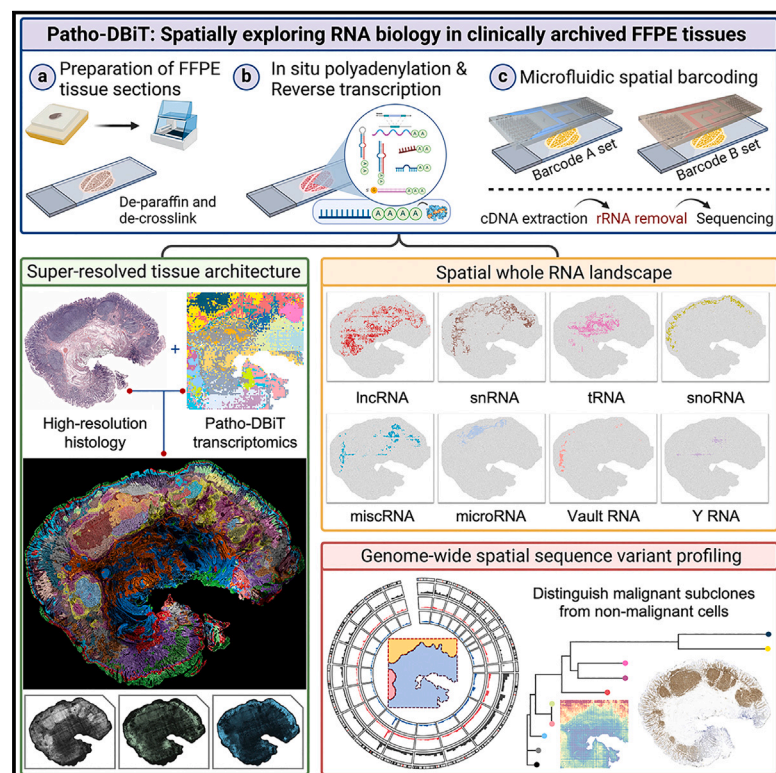 Patho-DBiT: Spatially exploring RNA biology in clinically archived FFPE tissues
a
Preparation of FFPE
tissue sections
De-paraffin and
de-crosslink
b
In situ polyadenylation &
Reverse transcription
A A
A A
A A A A
c
Microfluidic spatial barcoding
Barcode A set
Barcode B set
cDNA extraction
rRNA removal
Sequencing
Super-resolved tissue architecture
+
High-resolution
histology
Patho-DBiT
transcriptomics
Spatial whole RNA landscape
lncRNA
snRNA
tRNA
snoRNA
miscRNA
microRNA
Vault RNA
Y RNA
Genome-wide spatial sequence variant profiling
Distinguish malignant subclones
from non-malignant cells